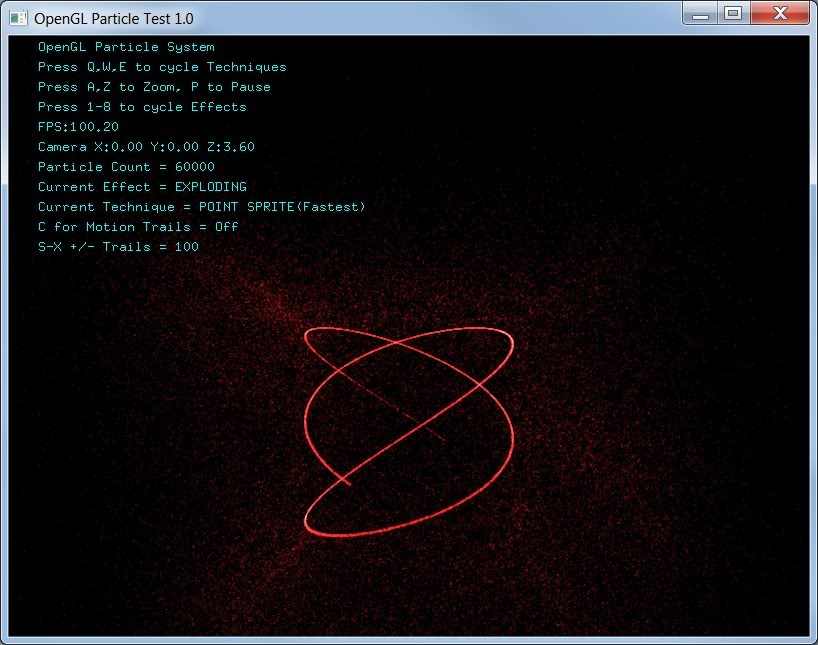 OpenGL Particle Test 1.0
OpenGL Particle System
Press Q,W,E to cycle Techniques
Press A,Z to Zoom, P to Pause
Press 1-8 to cycle Effects
FPS:100.20
Camera X:0.00 Y:0.00 Z:3.60
Particle Count = 60000
Current Effect = EXPLODING
Current Technique = POINT SPRITE(Fastest)
C for Motion Trails = Off
S-X +/- Trails = 100